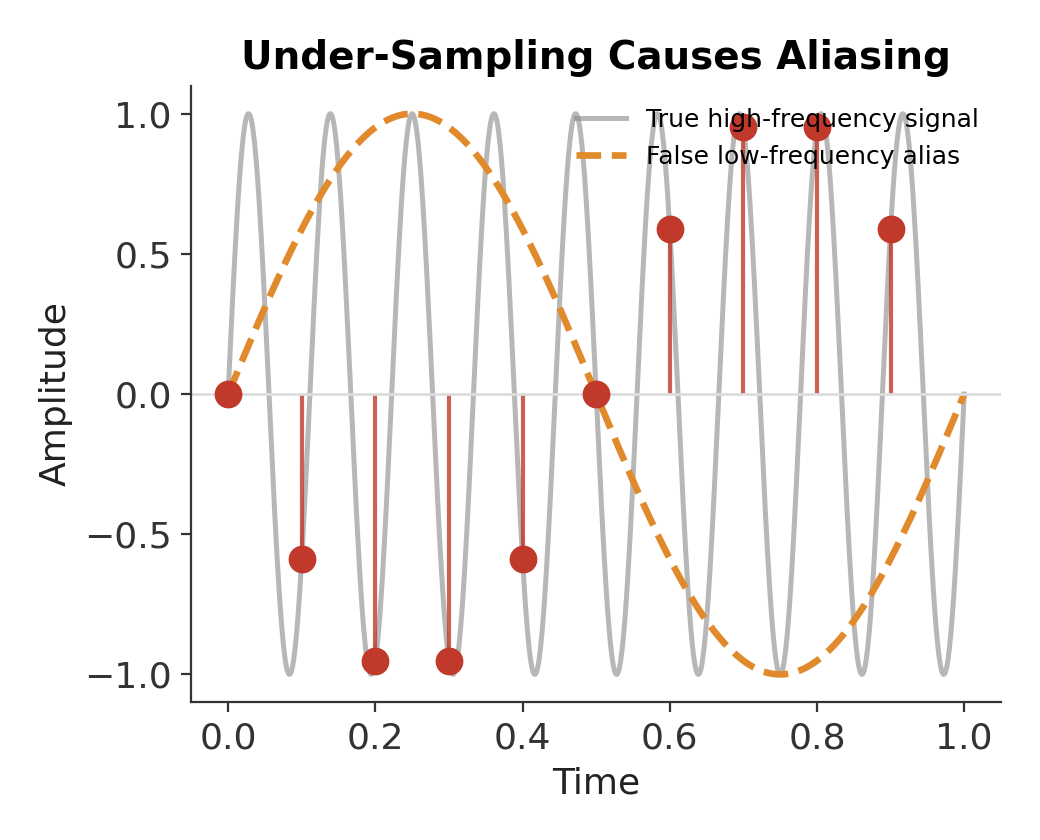 Under-Sampling Causes Aliasing
True high-frequency signal
False low-frequency alias
1.0
0.5
0.0
−0.5
−1.0
Amplitude
0.0 0.2 0.4 0.6 0.8 1.0
Time